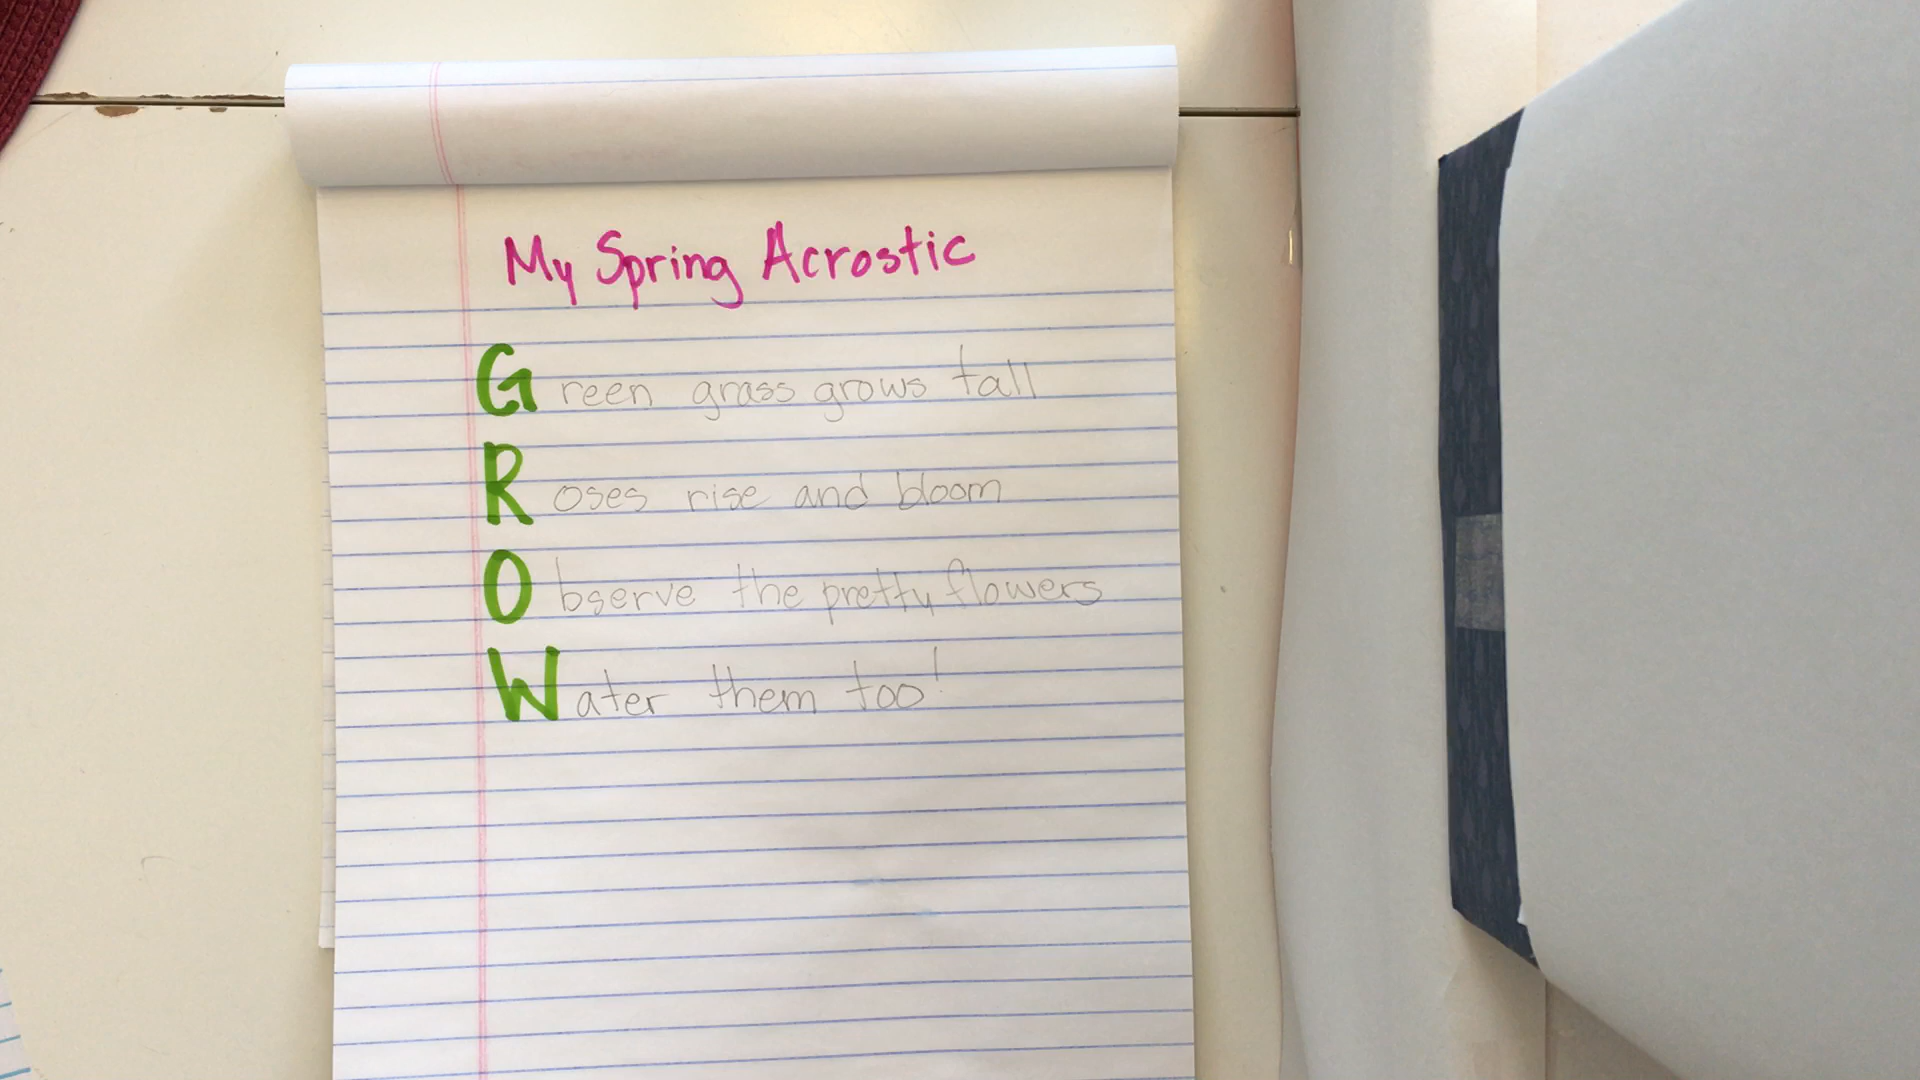 My Spring Acrostic
Green grass grows tall
Roses rise and bloom
Observe the pretty flowers
Water them too!